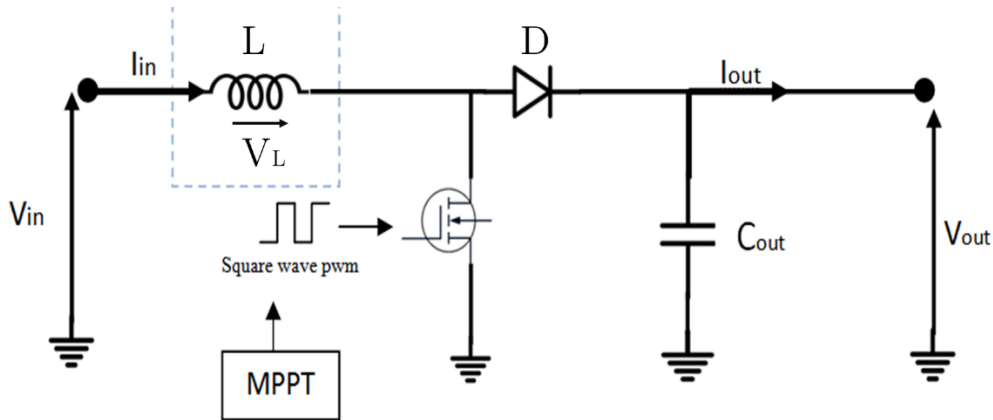 L
D
Iin
Iout
VL
Vin
Square wave pwm
Cout
Vout
MPPT